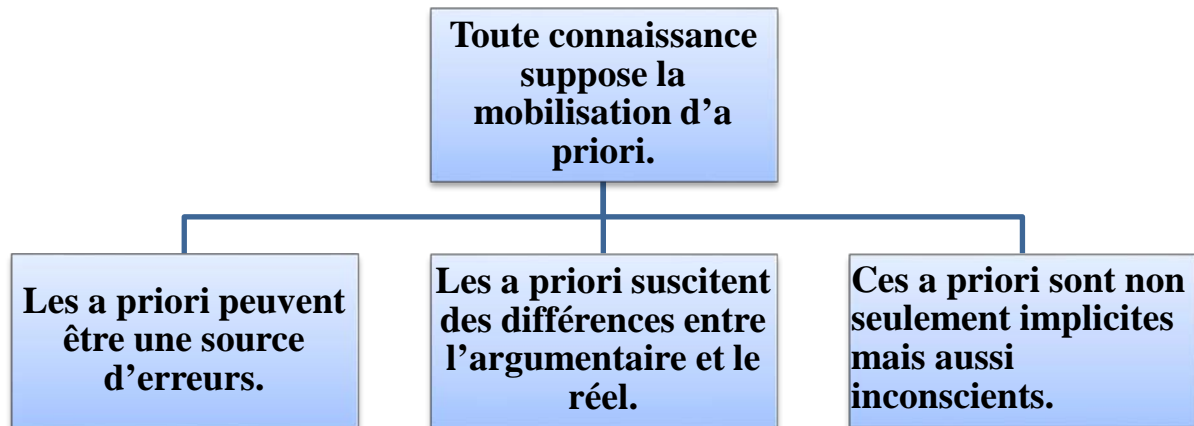 Toute connaissance
suppose la
mobilisation d’a
priori.
Les a priori peuvent
être une source
d’erreurs.
Les a priori suscitent
des différences entre
l’argumentaire et le
réel.
Ces a priori sont non
seulement implicites
mais aussi
inconscients.